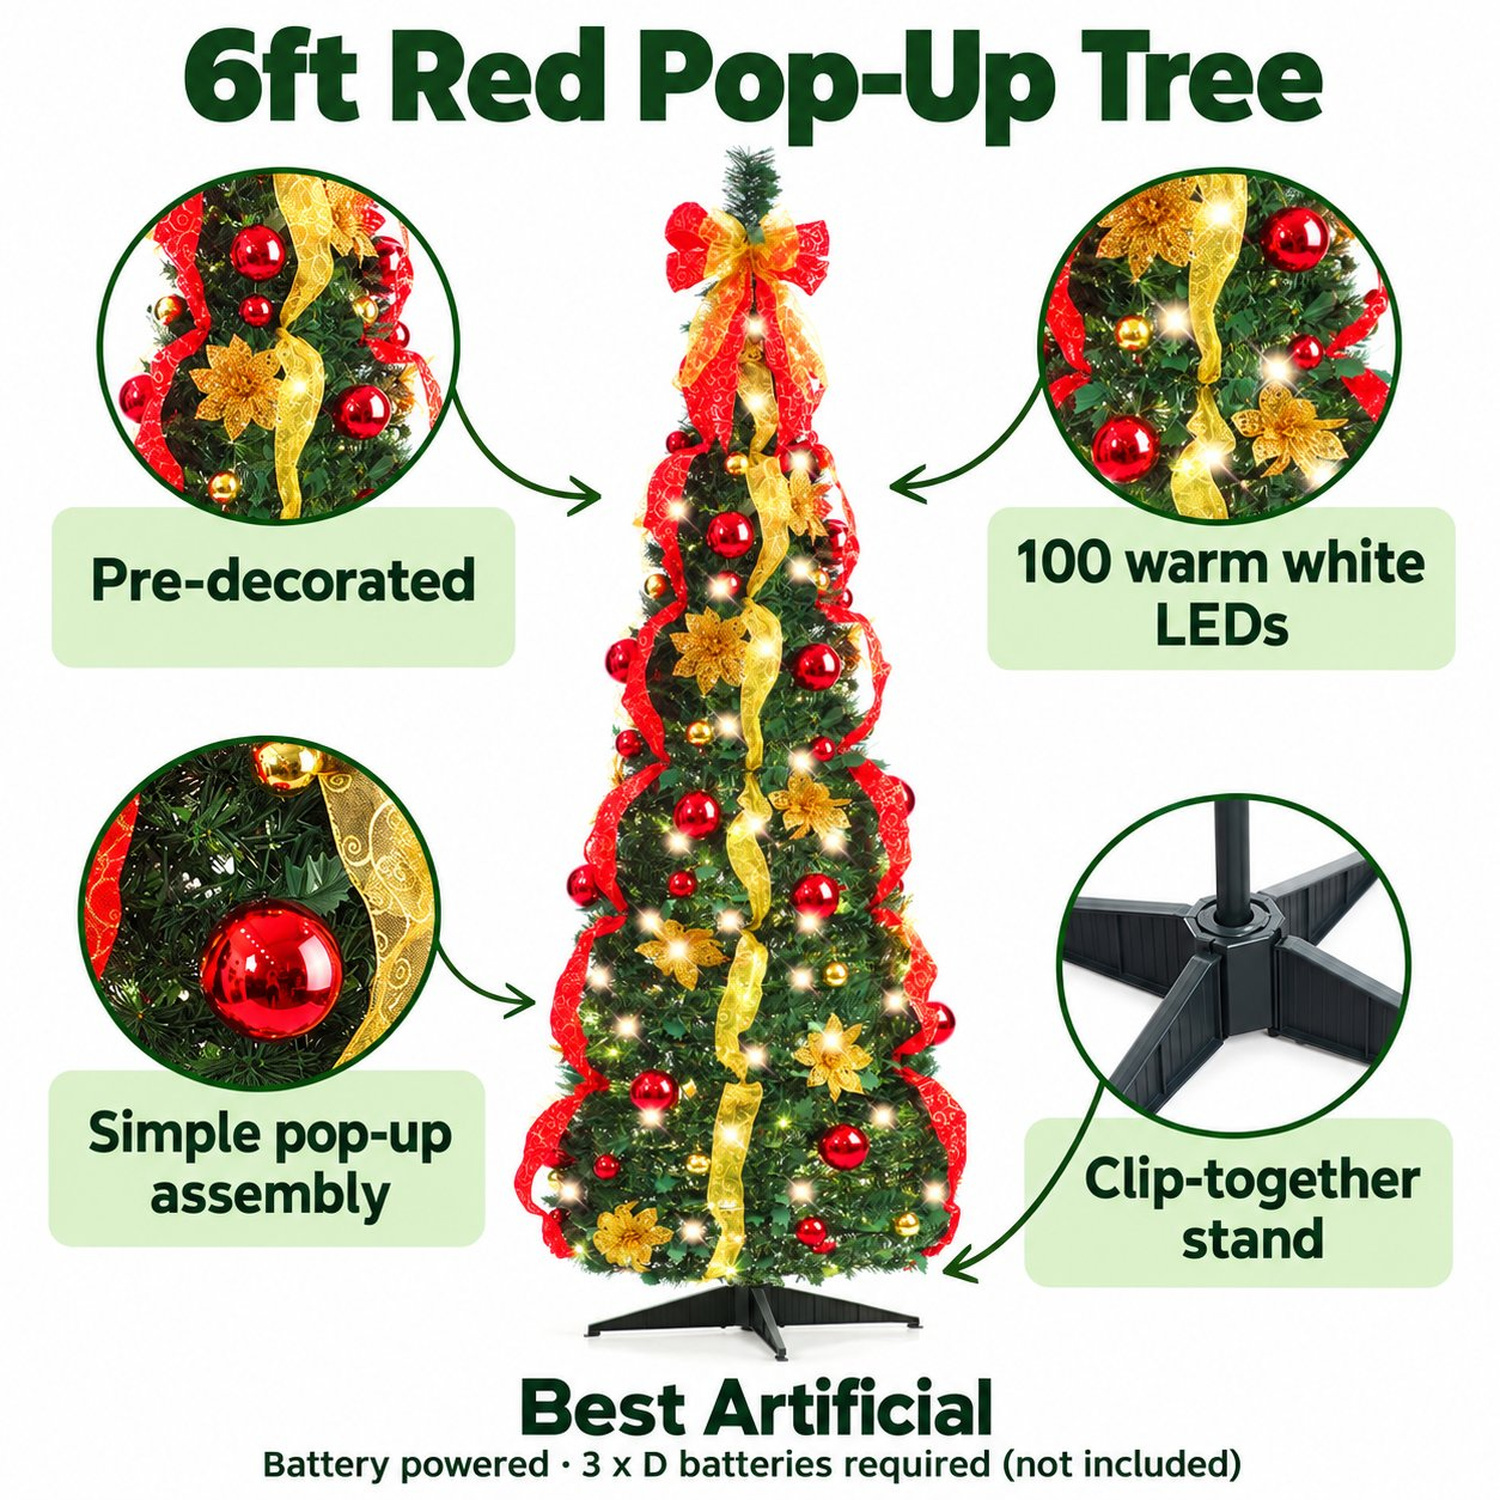 6ft Red Pop-Up Tree
Pre-decorated
100 warm white
LEDs
Simple pop-up
assembly
Clip-together
stand
Best Artificial
Battery powered · 3 x D batteries required (not included)